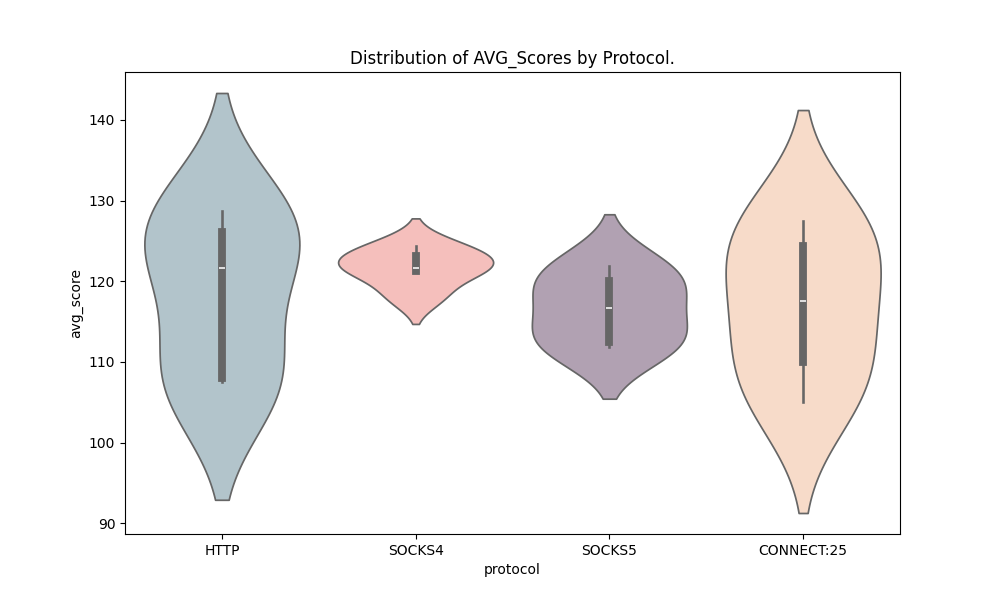 Distribution of AVG_Scores by Protocol.
avg_score
140
130
120
110
100
90
HTTP SOCKS4 SOCKS5 CONNECT:25
protocol